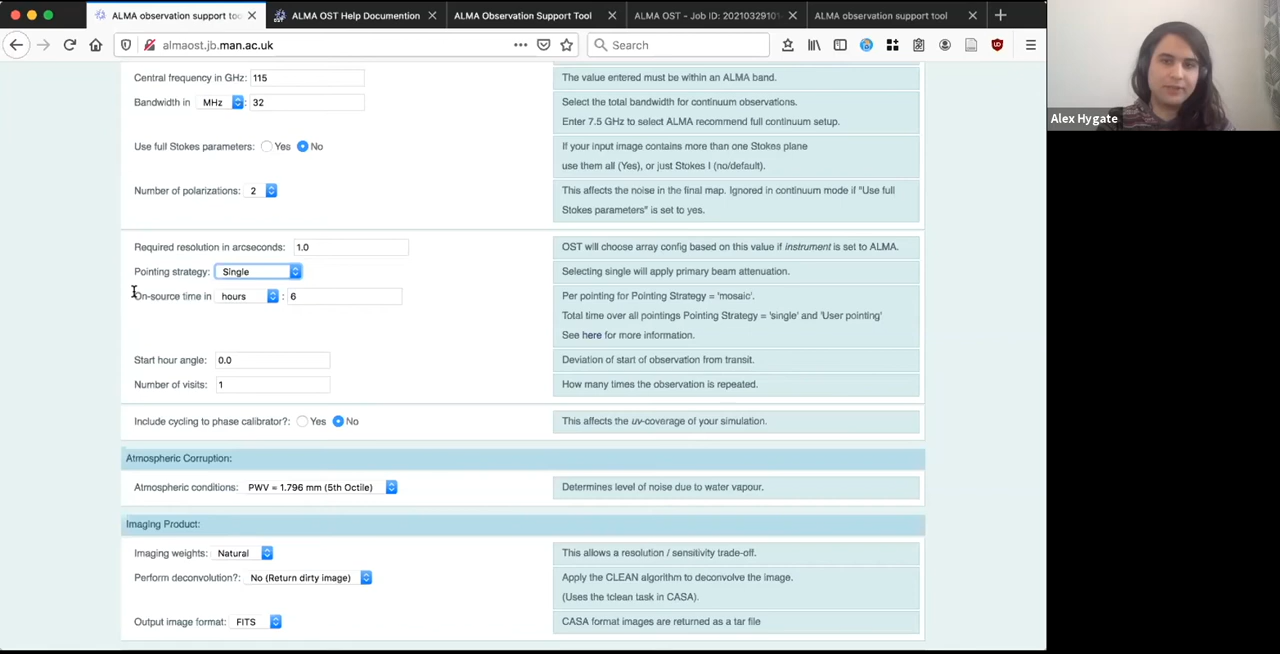 ALMA observation support too
ALMA OST Help Documention
ALMA Observation Support Tool
ALMA OST - Job ID: 2021032910
ALMA observation support tool
almaost.jb.man.ac.uk
Search
Alex Hygate
Central frequency in GHz: 115
The value entered must be within an ALMA band.
Bandwidth in MHz : 32
Select the total bandwidth for continuum observations.
Enter 7.5 GHz to select ALMA recommend full continuum setup.
Use full Stokes parameters: Yes No
If your input image contains more than one Stokes plane
use them all (Yes), or just Stokes I (no/default).
Number of polarizations: 2
This affects the noise in the final map. Ignored in continuum mode if "Use full
Stokes parameters" is set to yes.
Required resolution in arcseconds: 1.0
OST will choose array config based on this value if instrument is set to ALMA.
Pointing strategy: Single
Selecting single will apply primary beam attenuation.
On-source time in hours : 6
Per pointing for Pointing Strategy = 'mosaic'.
Total time over all pointings Pointing Strategy = 'single' and 'User pointing'
See here for more information.
Start hour angle: 0.0
Deviation of start of observation from transit.
Number of visits: 1
How many times the observation is repeated.
Include cycling to phase calibrator?: Yes No
This affects the uv-coverage of your simulation.
Atmospheric Corruption:
Atmospheric conditions: PWV = 1.796 mm (5th Octile)
Determines level of noise due to water vapour.
Imaging Product:
Imaging weights: Natural
This allows a resolution / sensitivity trade-off.
Perform deconvolution?: No (Return dirty image)
Apply the CLEAN algorithm to deconvolve the image.
(Uses the tclean task in CASA).
Output image format: FITS
CASA format images are returned as a tar file